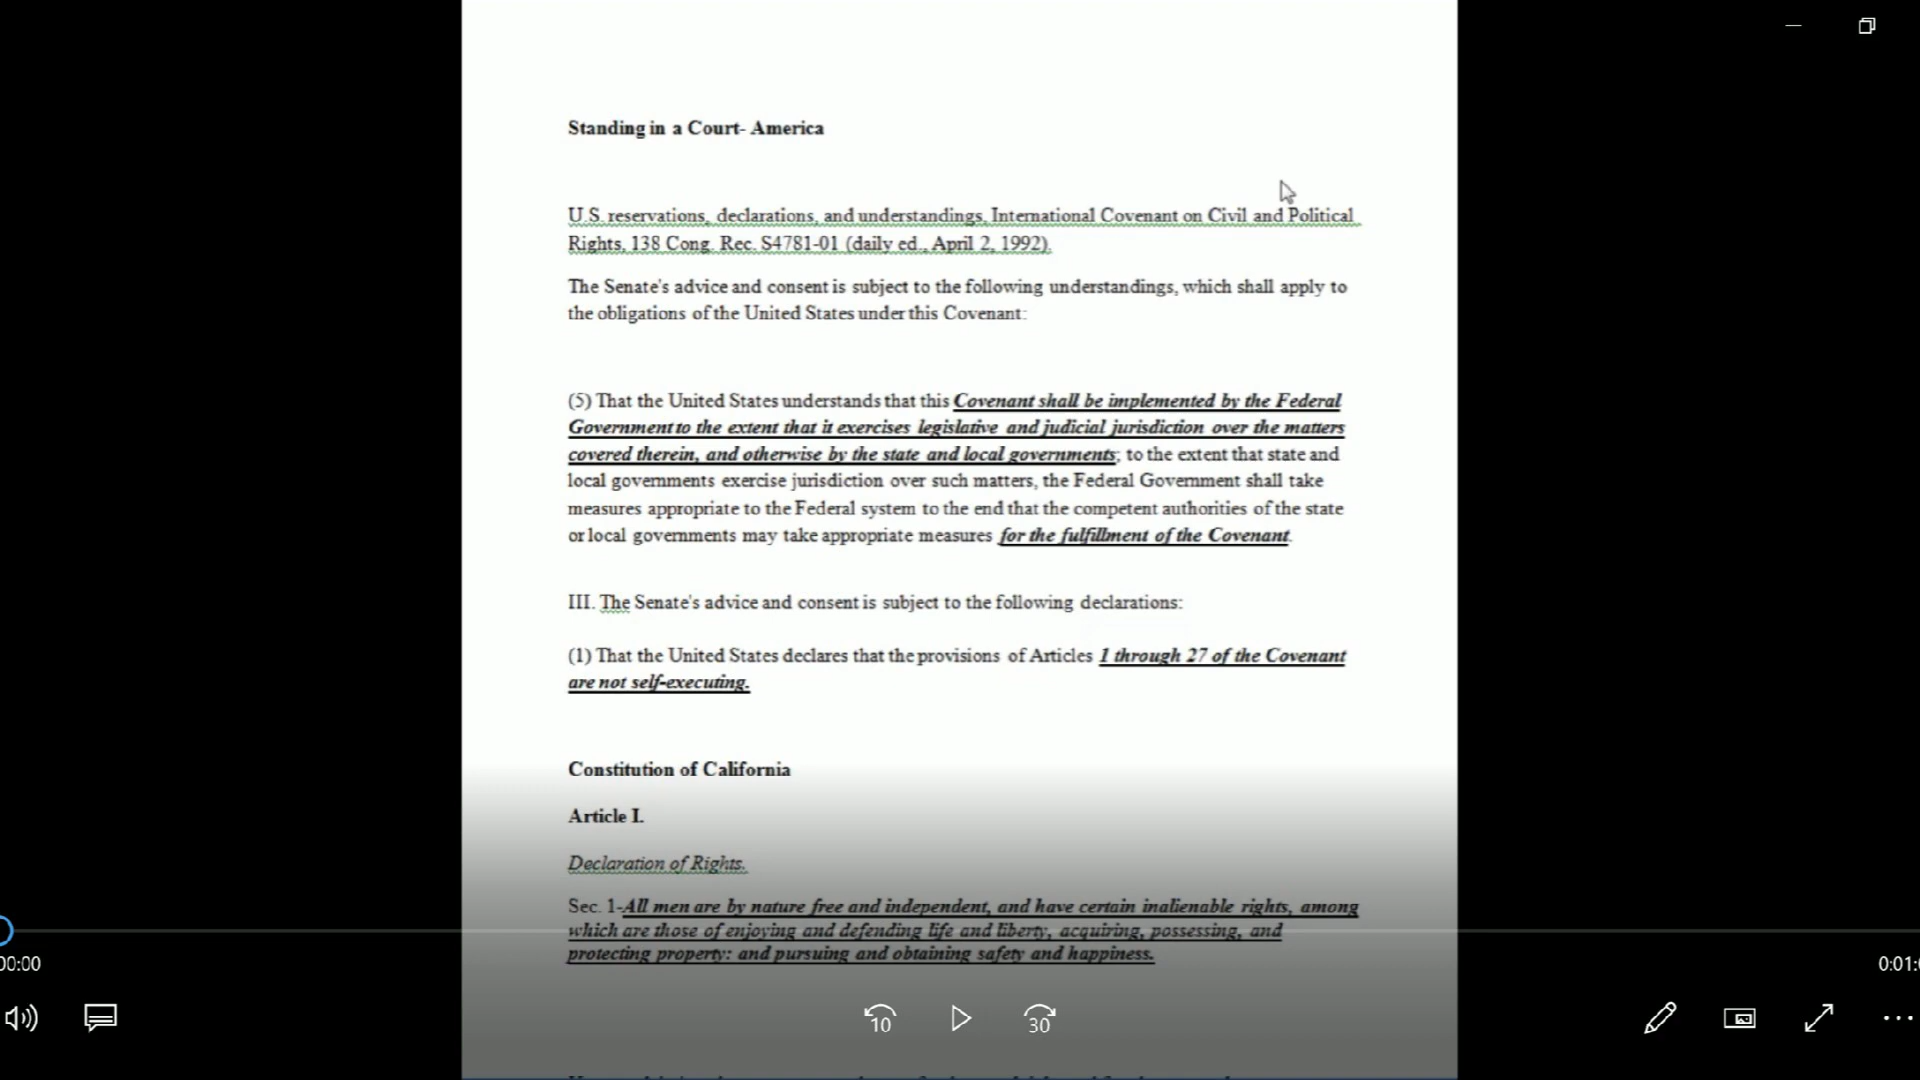 Standing in a Court- America
U.S. reservations, declarations, and understandings, International Covenant on Civil and Political
Rights, 138 Cong. Rec. S4781-01 (daily ed., April 2, 1992).
The Senate's advice and consent is subject to the following understandings, which shall apply to
the obligations of the United States under this Covenant:
(5) That the United States understands that this Covenant shall be implemented by the Federal
Government to the extent that it exercises legislative and judicial jurisdiction over the matters
covered therein, and otherwise by the state and local governments; to the extent that state and
local governments exercise jurisdiction over such matters, the Federal Government shall take
measures appropriate to the Federal system to the end that the competent authorities of the state
or local governments may take appropriate measures for the fulfillment of the Covenant.
III. The Senate's advice and consent is subject to the following declarations:
(1) That the United States declares that the provisions of Articles 1 through 27 of the Covenant
are not self-executing.
Constitution of California
Article I.
Declaration of Rights.
Sec. 1-All men are by nature free and independent, and have certain inalienable rights, among
which are those of enjoying and defending life and liberty, acquiring, possessing, and
protecting property: and pursuing and obtaining safety and happiness.
00:00
0:01:
10
30